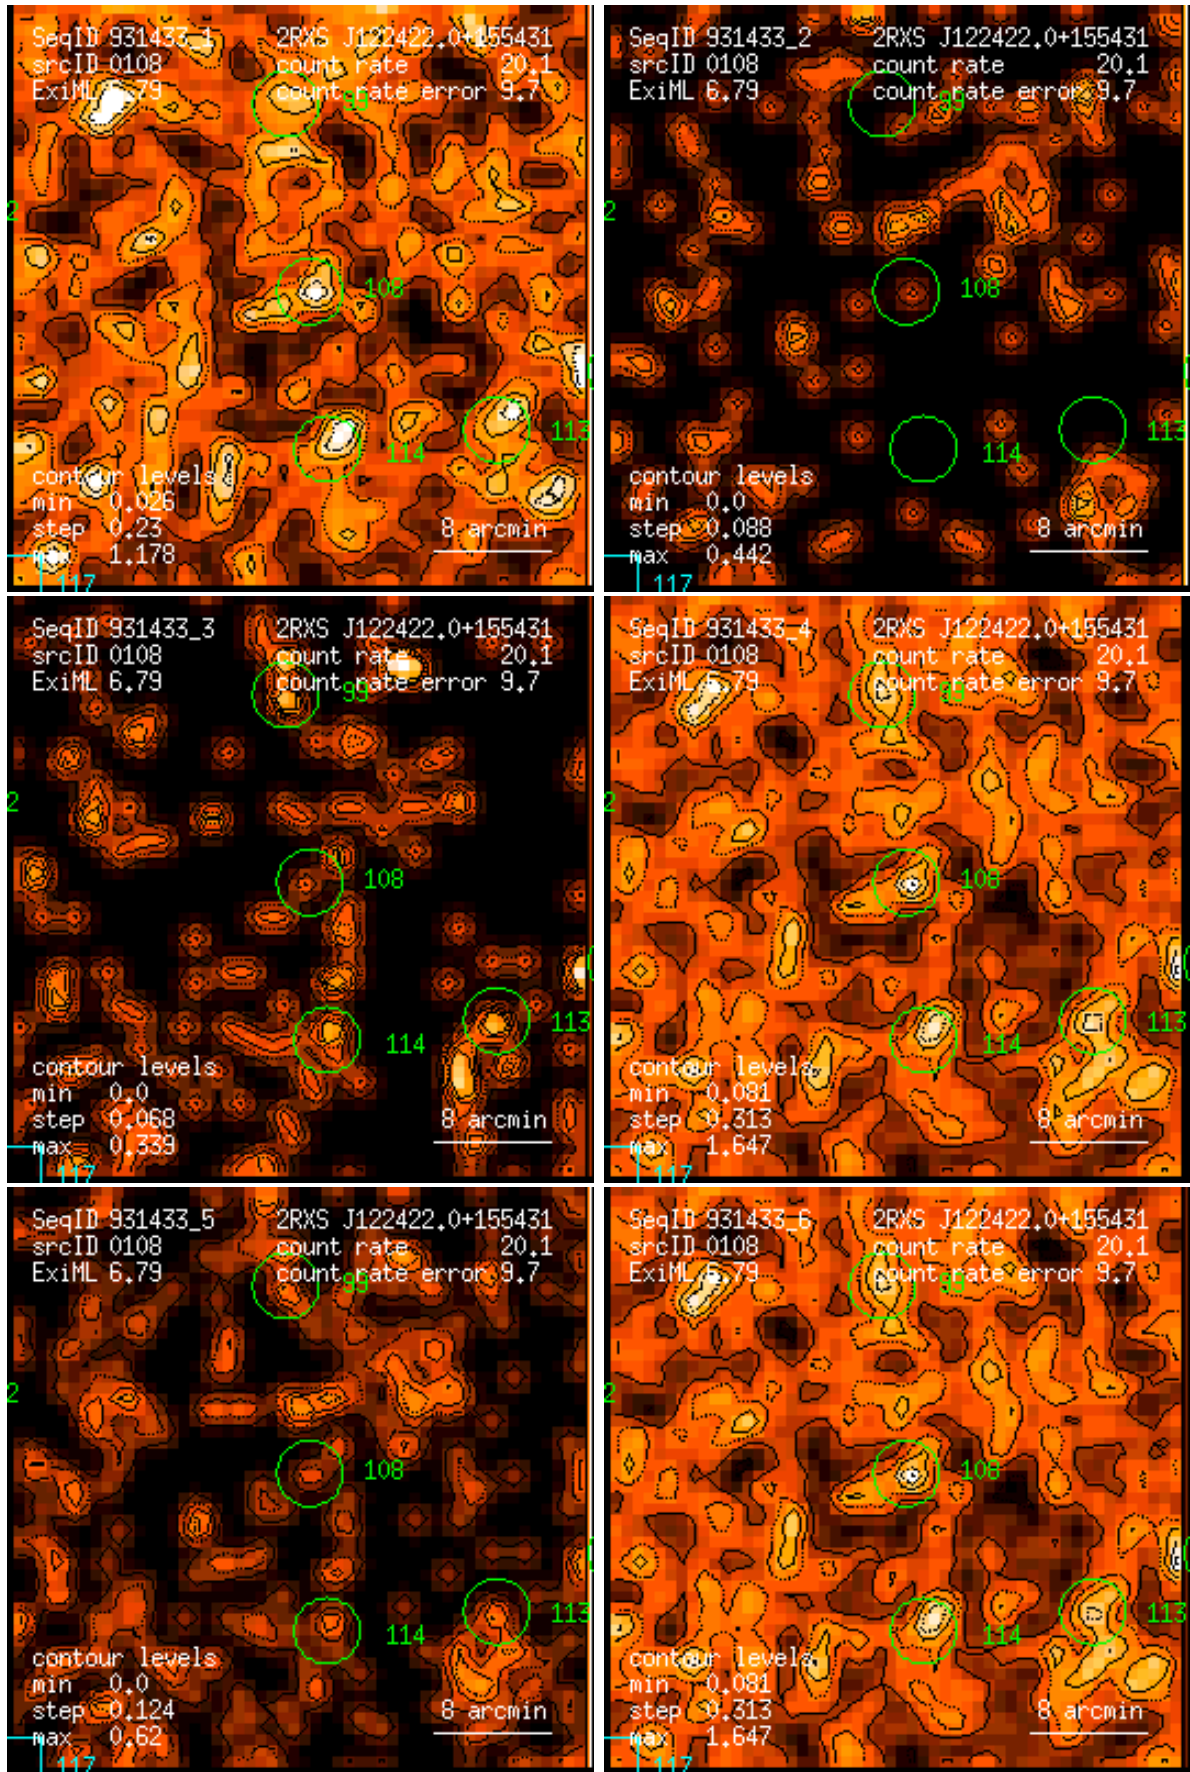 SeqID 931433_1 2RXS J122422.0+155431
srcID 0108 count rate 20.1
ExiML 6.79 count rate error 9.7
99
2
108
113
114
contour levels
min 0.026
step 0.23 8 arcmin
max 1.178
117
SeqID 931433_2 2RXS J122422.0+155431
srcID 0108 count rate 20.1
ExiML 6.79 count rate error 9.7
99
2
108
113
114
contour levels
min 0.0
step 0.088 8 arcmin
max 0.442
117
SeqID 931433_3 2RXS J122422.0+155431
srcID 0108 count rate 20.1
ExiML 6.79 count rate error 9.7
99
2
108
113
114
contour levels
min 0.0
step 0.068 8 arcmin
max 0.339
117
SeqID 931433_4 2RXS J122422.0+155431
srcID 0108 count rate 20.1
ExiML 6.79 count rate error 9.7
99
2
108
113
114
contour levels
min 0.081
step 0.313 8 arcmin
max 1.647
117
SeqID 931433_5 2RXS J122422.0+155431
srcID 0108 count rate 20.1
ExiML 6.79 count rate error 9.7
99
2
108
113
114
contour levels
min 0.0
step 0.124 8 arcmin
max 0.62
117
SeqID 931433_6 2RXS J122422.0+155431
srcID 0108 count rate 20.1
ExiML 6.79 count rate error 9.7
99
2
108
113
114
contour levels
min 0.081
step 0.313 8 arcmin
max 1.647
117